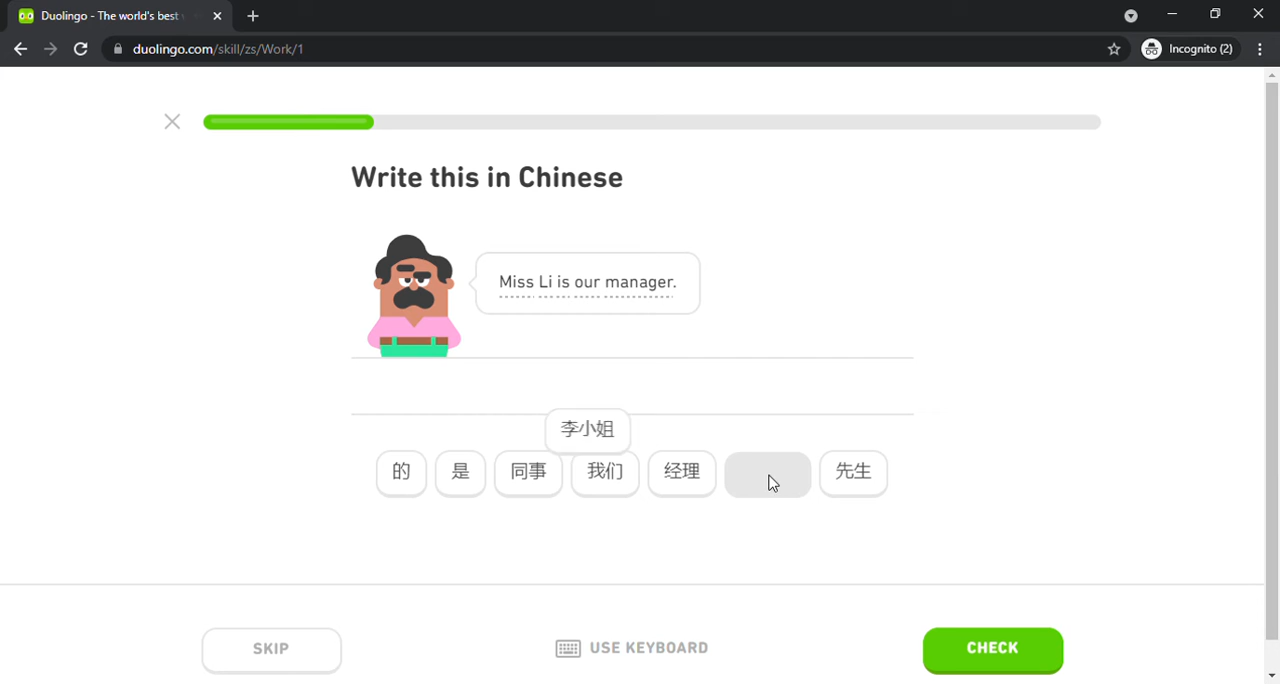 Duolingo - The world's best
duolingo.com/skill/zs/Work/1
Incognito (2)
Write this in Chinese
Miss Li is our manager.
李小姐
的 是 同事 我们 经理 先生
SKIP
USE KEYBOARD
CHECK